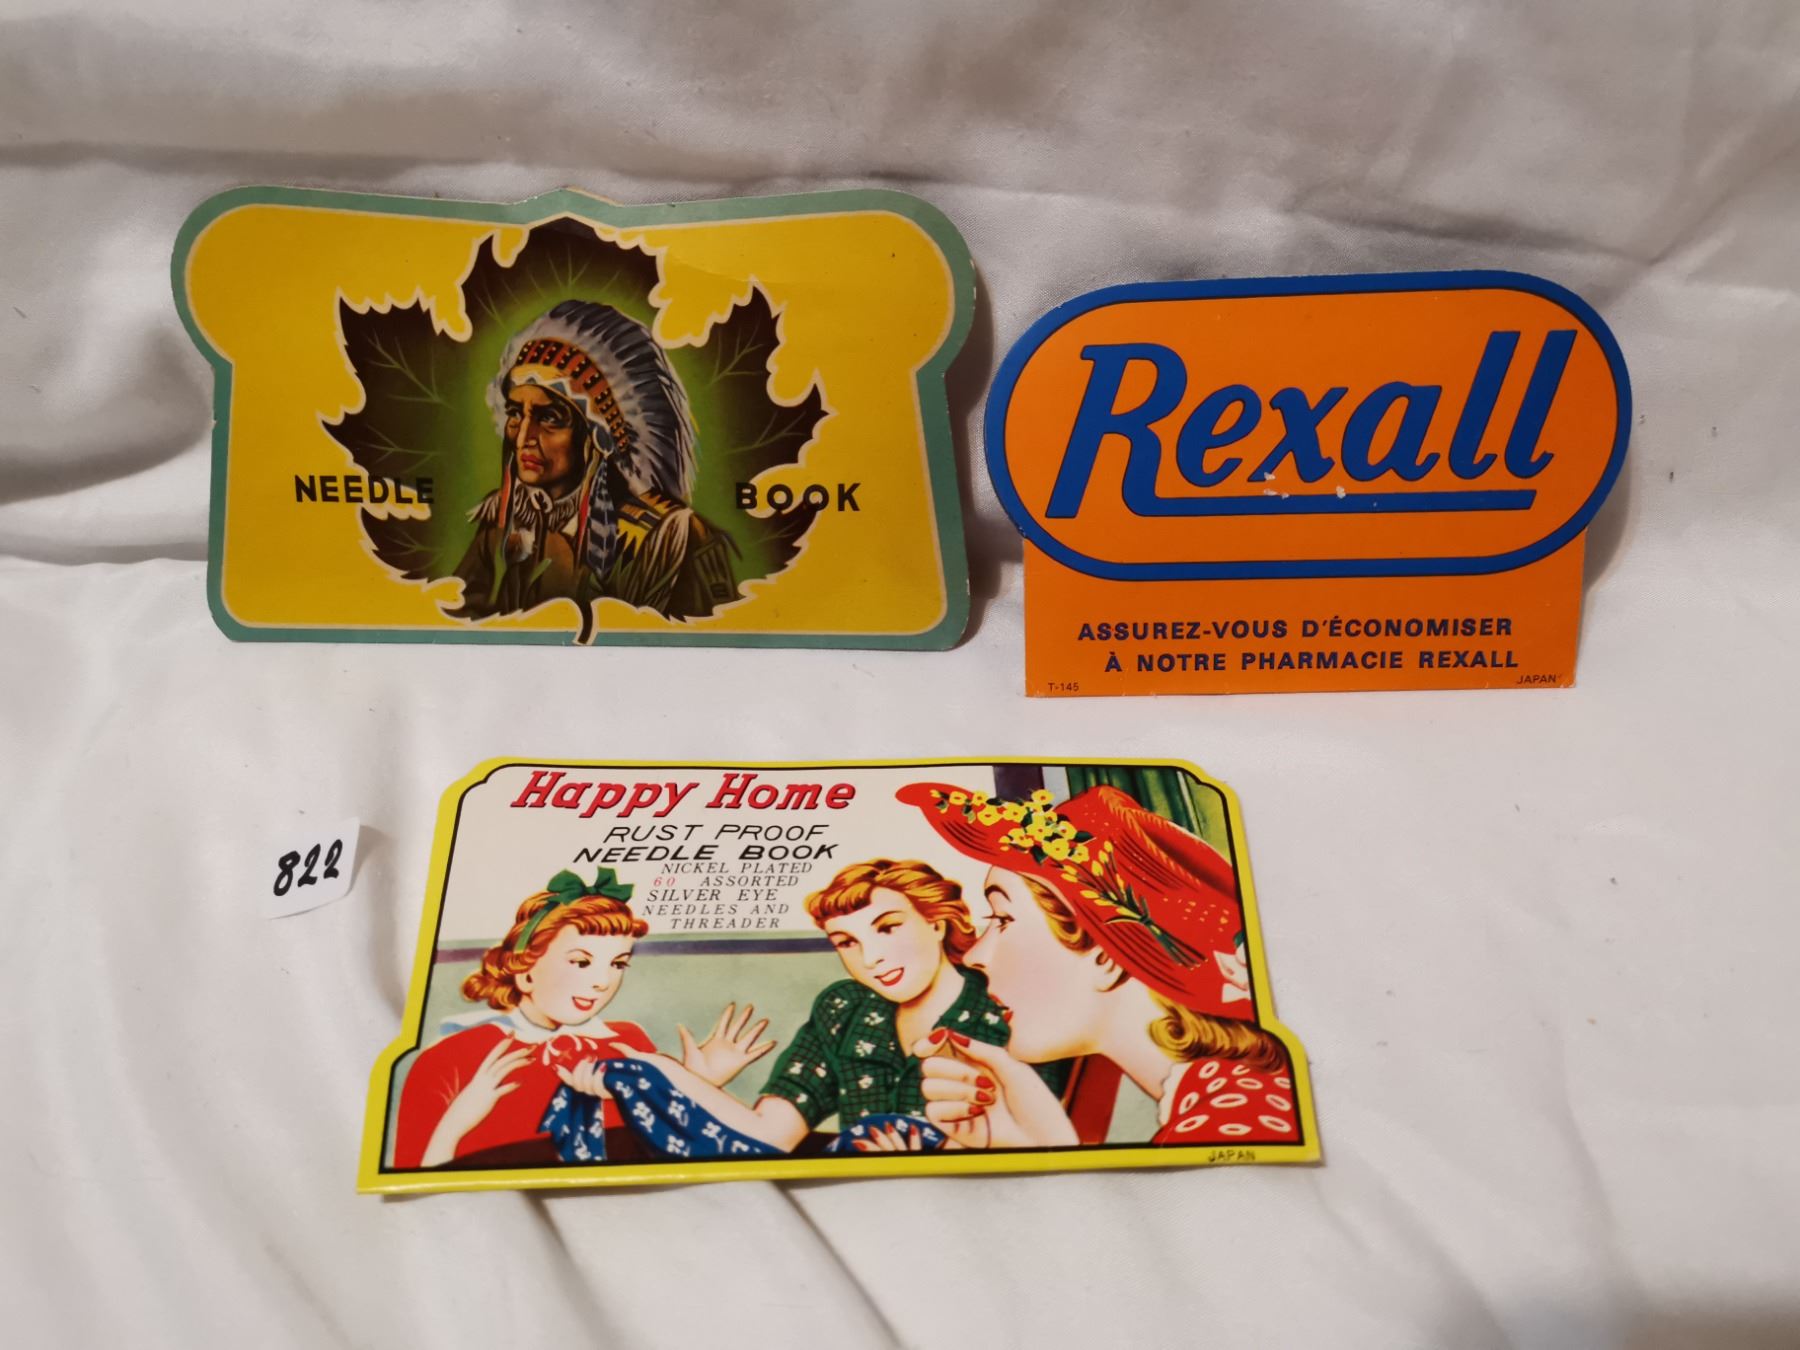 NEEDLE BOOK
Rexall
ASSUREZ-VOUS D'ÉCONOMISER
À NOTRE PHARMACIE REXALL
T-145 JAPAN
822
Happy Home
RUST PROOF
NEEDLE BOOK
NICKEL PLATED
60 ASSORTED
SILVER EYE
NEEDLES AND
THREADER
JAPAN